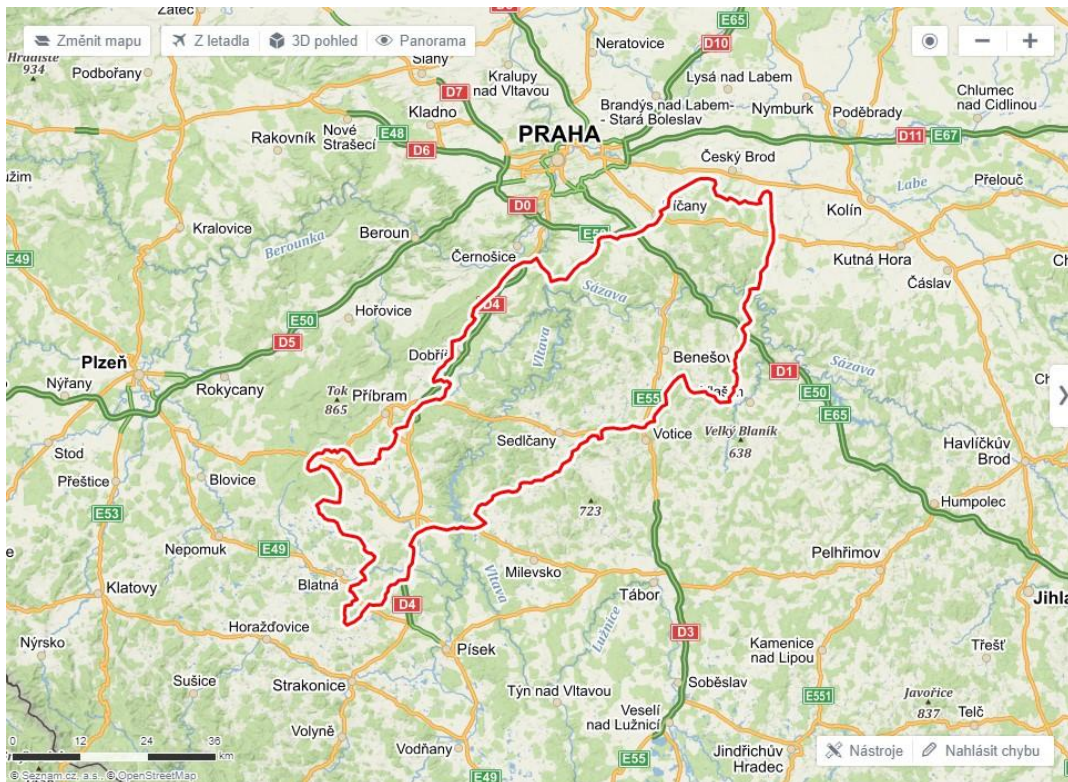 Žatec
D8
E65
Změnit mapu
Z letadla
3D pohled
Panorama
Neratovice
D10
Hradiště
934
Podbořany
Slaný
Kralupy
nad Vltavou
Lysá nad Labem
Chlumec
nad Cidlinou
D7
Kladno
Brandýs nad Labem-
- Stará Boleslav
Nymburk
Poděbrady
Rakovník
Nové
Strašecí
E48
D6
PRAHA
D11
E67
Český Brod
Labe
Přelouč
D0
íčany
Kolín
Kralovice
Beroun
E50
Berounka
Černošice
Kutná Hora
E49
Čáslav
Sázava
D4
Hořovice
E50
Vltava
D5
Dobříš
Plzeň
Benešov
Sázava
Nýřany
Rokycany
Tok
865
Příbram
E55
Vlašim
D1
E50
E65
Sedlčany
Votice
Velký Blaník
638
Havlíčkův
Brod
Stod
Přeštice
Blovice
E53
723
Humpolec
Nepomuk
E49
Pelhřimov
Klatovy
Blatná
Milevsko
Vltava
Tábor
D4
Jihla
Horažďovice
Lužnice
D3
Nýrsko
Písek
Kamenice
nad Lipou
Třešť
Sušice
Strakonice
Týn nad Vltavou
Soběslav
E551
Javořice
837
Telč
Volyně
Veselí
nad Lužnicí
0 12 24 36 km
Vodňany
E55
Jindřichův
Hradec
Nástroje
Nahlásit chybu
© Seznam.cz, a.s., © OpenStreetMap
E49